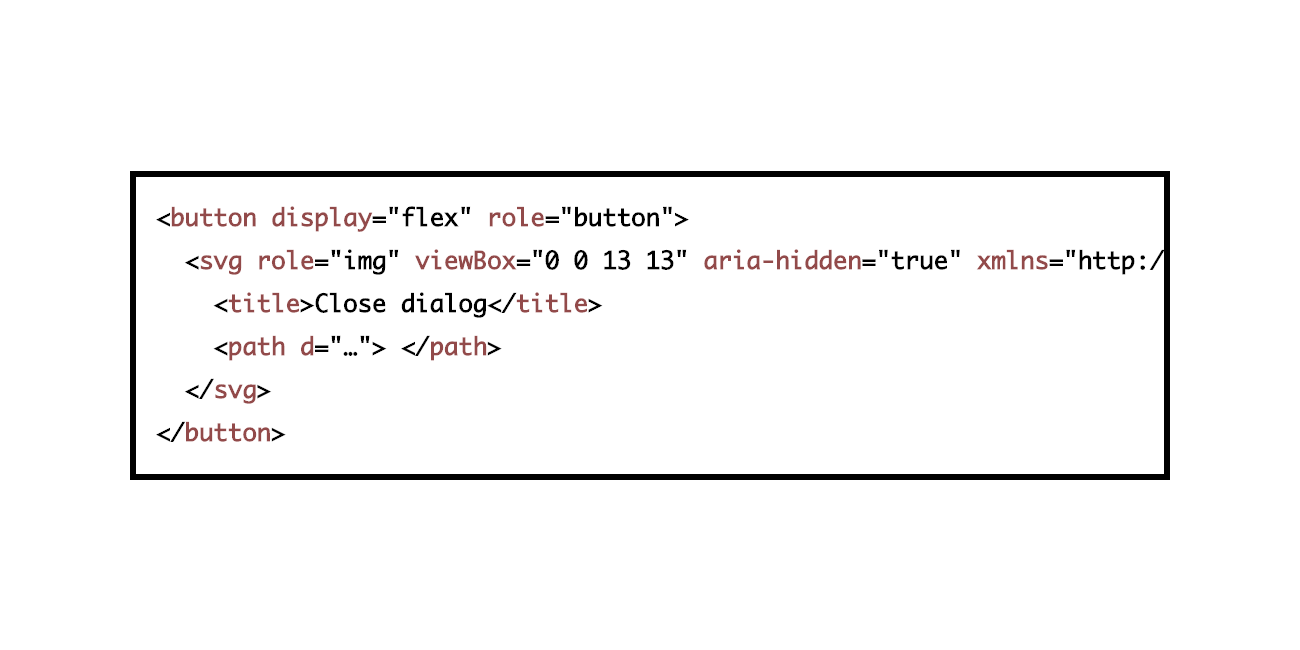 <button display="flex" role="button">
<svg role="img" viewBox="0 0 13 13" aria-hidden="true" xmlns="http:/
<title>Close dialog</title>
<path d="…"> </path>
</svg>
</button>